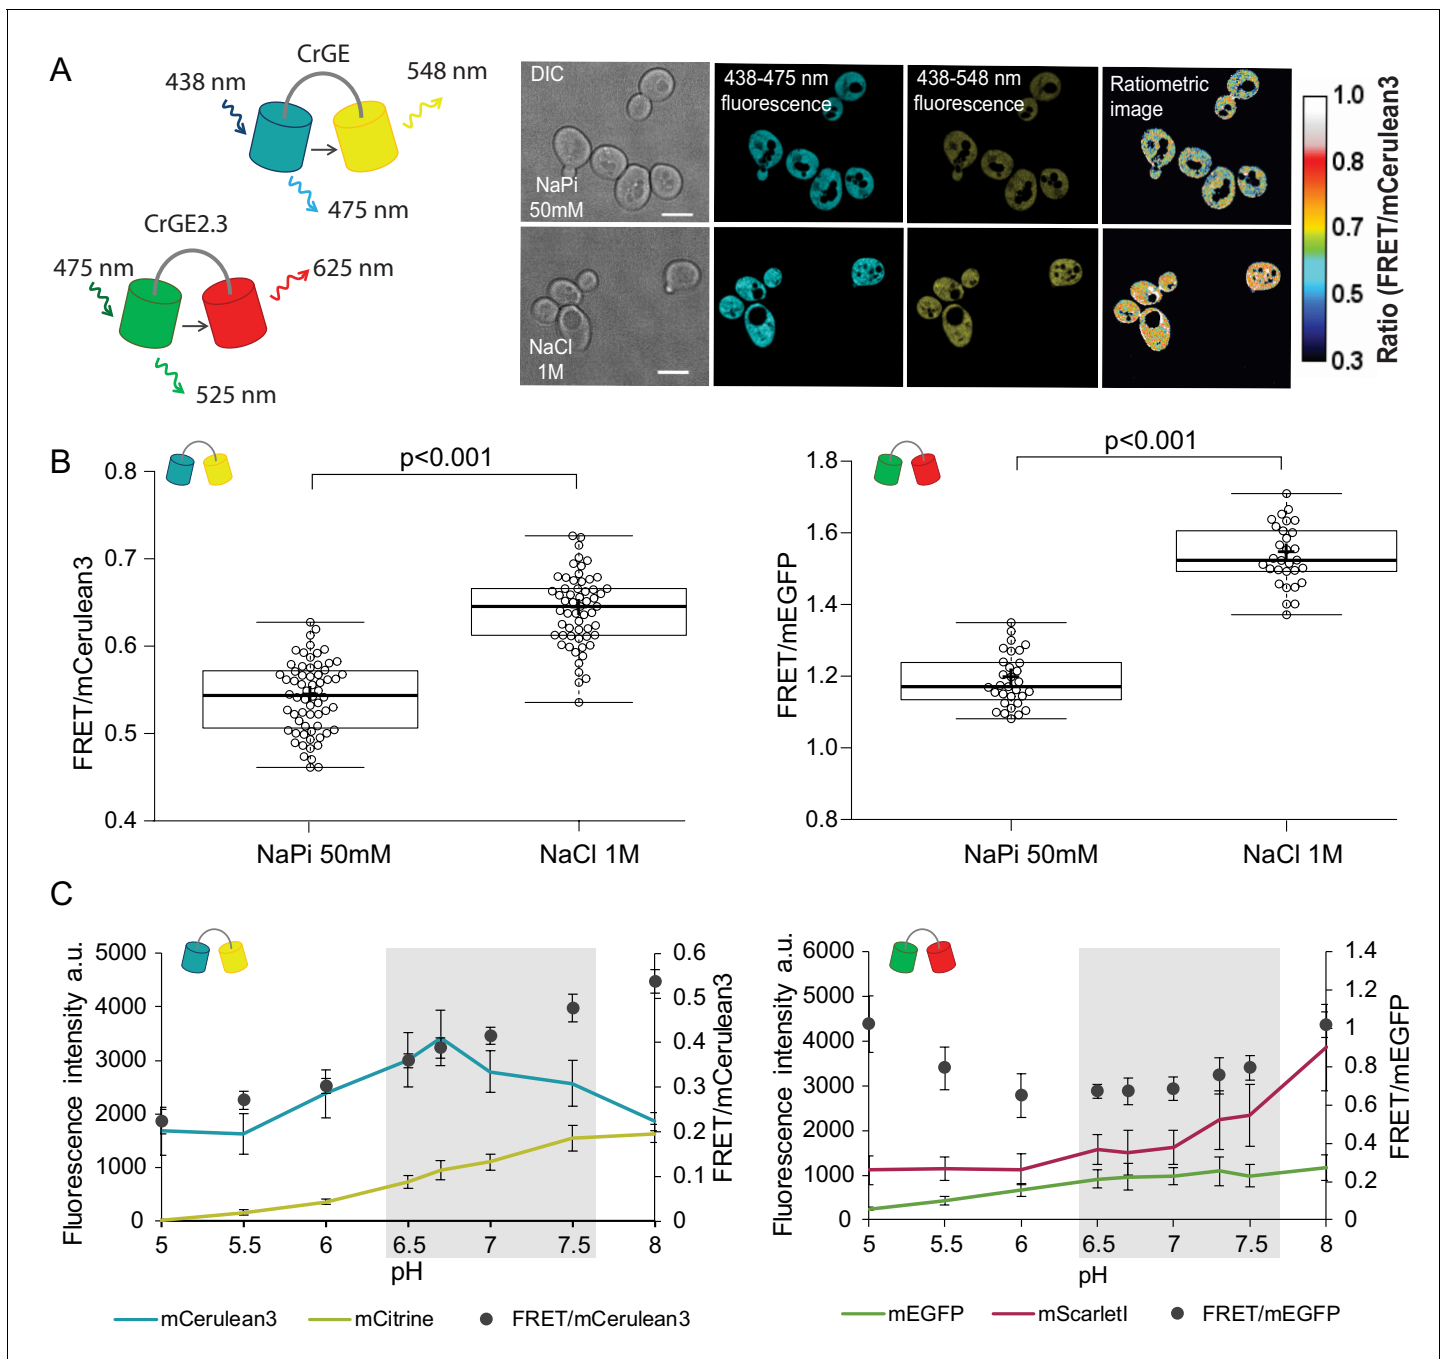 A
CrGE
438 nm
548 nm
475 nm
CrGE2.3
475 nm
625 nm
525 nm
DIC
NaPi
50mM
438-475 nm
fluorescence
438-548 nm
fluorescence
Ratiometric
image
NaCl
1M
1.0
0.8
0.7
0.5
0.3
Ratio (FRET/mCerulean3
B
p<0.001
0.8
0.7
0.6
0.5
0.4
FRET/mCerulean3
NaPi 50mM
NaCl 1M
p<0.001
1.8
1.6
1.4
1.2
1.0
0.8
FRET/mEGFP
NaPi 50mM
NaCl 1M
C
Fluorescence intensity a.u.
5000
4000
3000
2000
1000
0
0.6
0.5
0.4
0.3
0.2
0.1
0
FRET/mCerulean3
5 5.5 6 6.5 7 7.5 8
pH
mCerulean3 mCitrine FRET/mCerulean3
Fluorescence intensity a.u.
6000
5000
4000
3000
2000
1000
0
1.4
1.2
1
0.8
0.6
0.4
0.2
0
FRET/mEGFP
5 5.5 6 6.5 7 7.5 8
pH
mEGFP mScarletI FRET/mEGFP